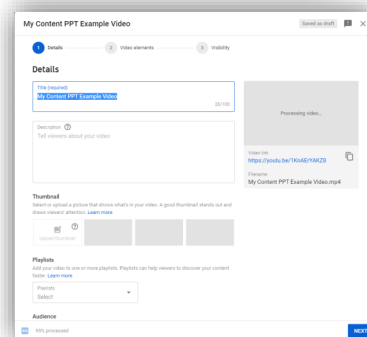 My Content PPT Example Video
Saved as draft
1 Details
2 Video elements
3 Visibility
Details
Title (required)
My Content PPT Example Video
28/100
Description
Tell viewers about your video
Processing video...
Video link
https://youtu.be/1KnAErYAKZ8
Filename
My Content PPT Example Video.mp4
Thumbnail
Select or upload a picture that shows what's in your video. A good thumbnail stands out and
draws viewers' attention. Learn more
Upload thumbnail
Playlists
Add your video to one or more playlists. Playlists can help viewers to discover your content
faster. Learn more
Playlists
Select
Audience
99% processed
NEXT